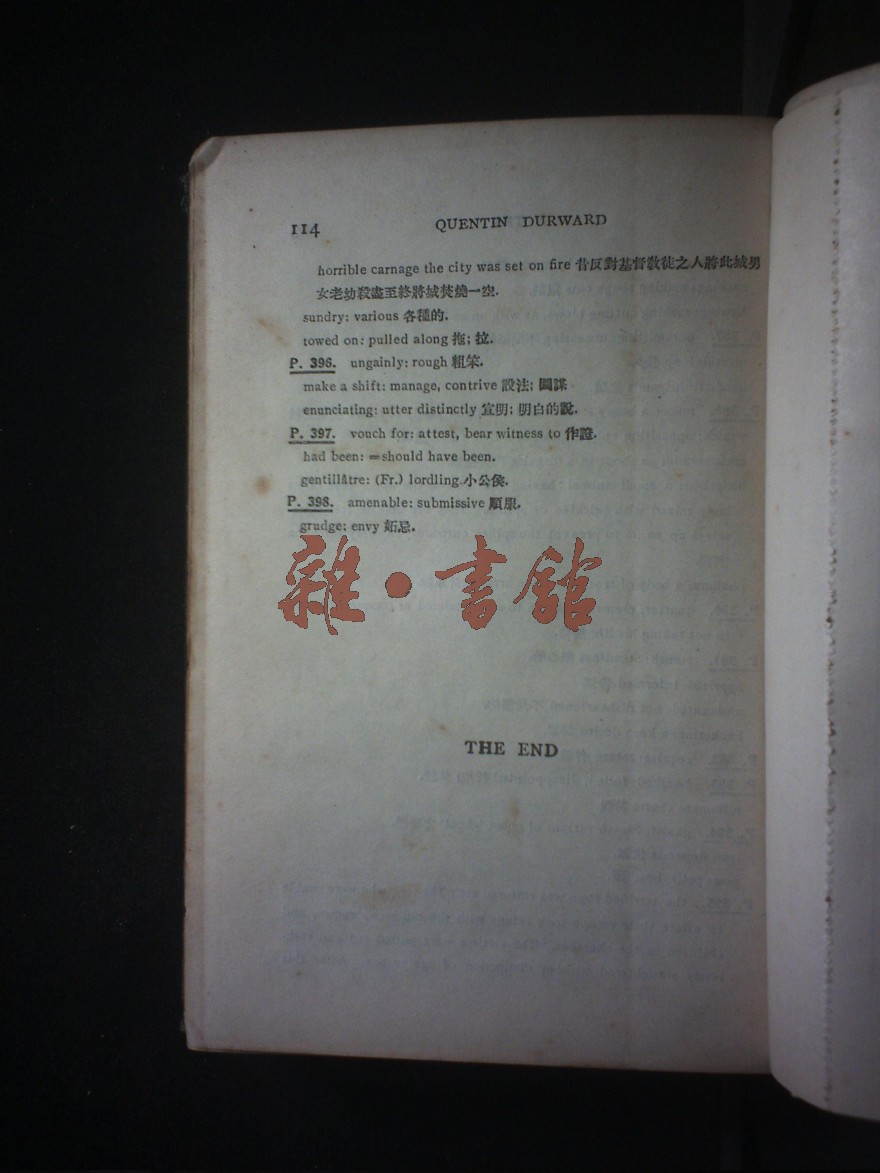 114 QUENTIN DURWARD
horrible carnage the city was set on fire 昔反對基督敎徒之人將此城男
女老幼殺盡至終將城焚燒一空.
sundry: various 各種的.
towed on: pulled along 拖; 拉.
P. 396. ungainly: rough 粗笨.
make a shift: manage, contrive 設法; 圖謀
enunciating: utter distinctly 宣明; 明白的說.
P. 397. vouch for: attest, bear witness to 作證.
had been: =should have been.
gentillâtre: (Fr.) lordling 小公侯.
P. 398. amenable: submissive 順服.
grudge: envy 妬忌.
雜·書館
THE END